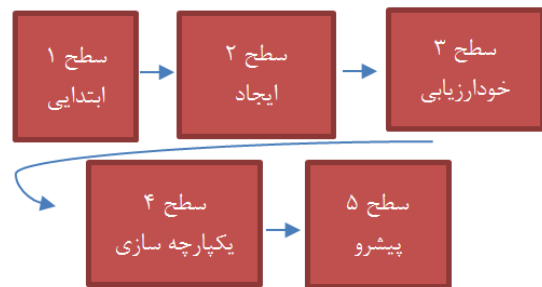 سطح ۱
ابتدایی
سطح ۲
ایجاد
سطح ۳
خودارزیابی
سطح ۴
یکپارچه سازی
سطح ۵
پیشرو